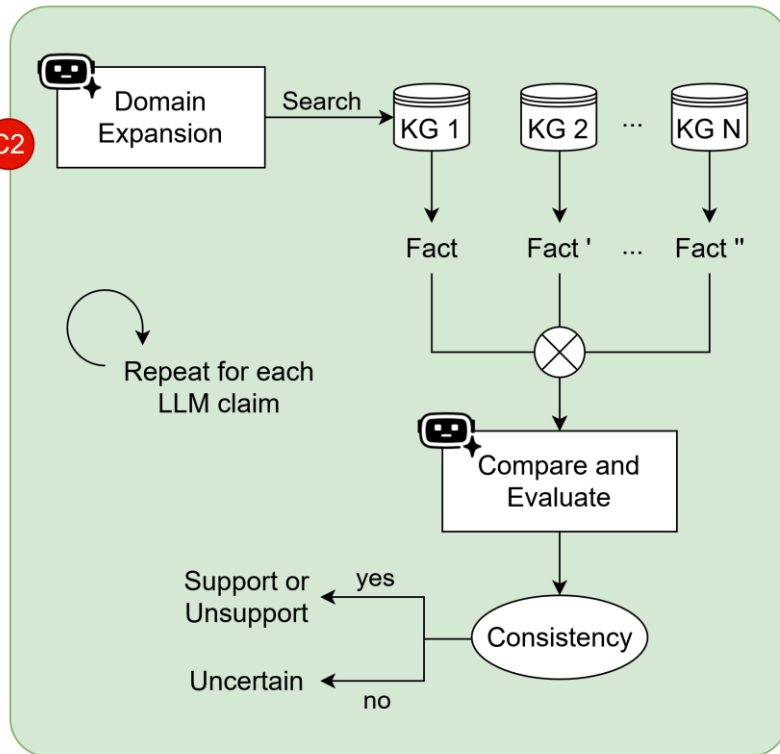 Domain
Expansion
Search
KG 1
KG 2
...
KG N
C2
Fact
Fact '
...
Fact "
Repeat for each
LLM claim
Compare and
Evaluate
Support or
Unsupport
yes
Consistency
Uncertain
no